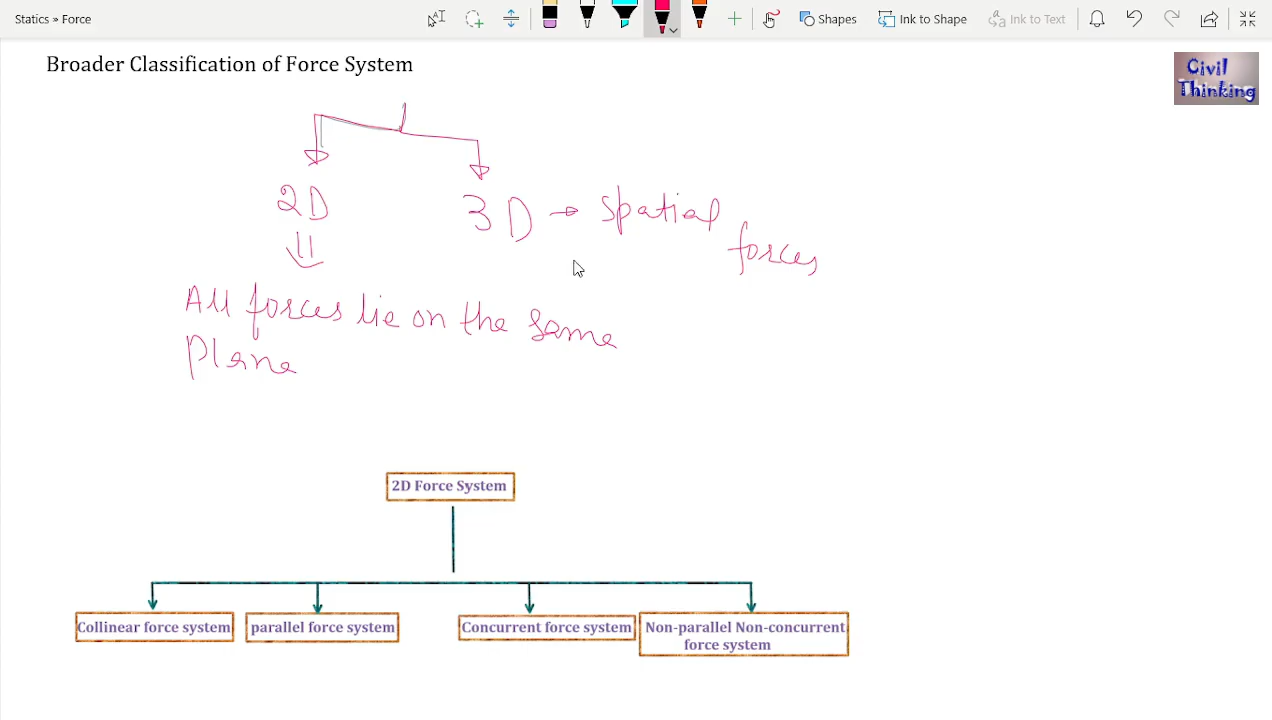 Statics » Force
Shapes
Ink to Shape
Ink to Text
Broader Classification of Force System
Civil
Thinking
2D
3D → spatial
forces
All forces lie on the same
Plane
2D Force System
Collinear force system
parallel force system
Concurrent force system
Non-parallel Non-concurrent
force system